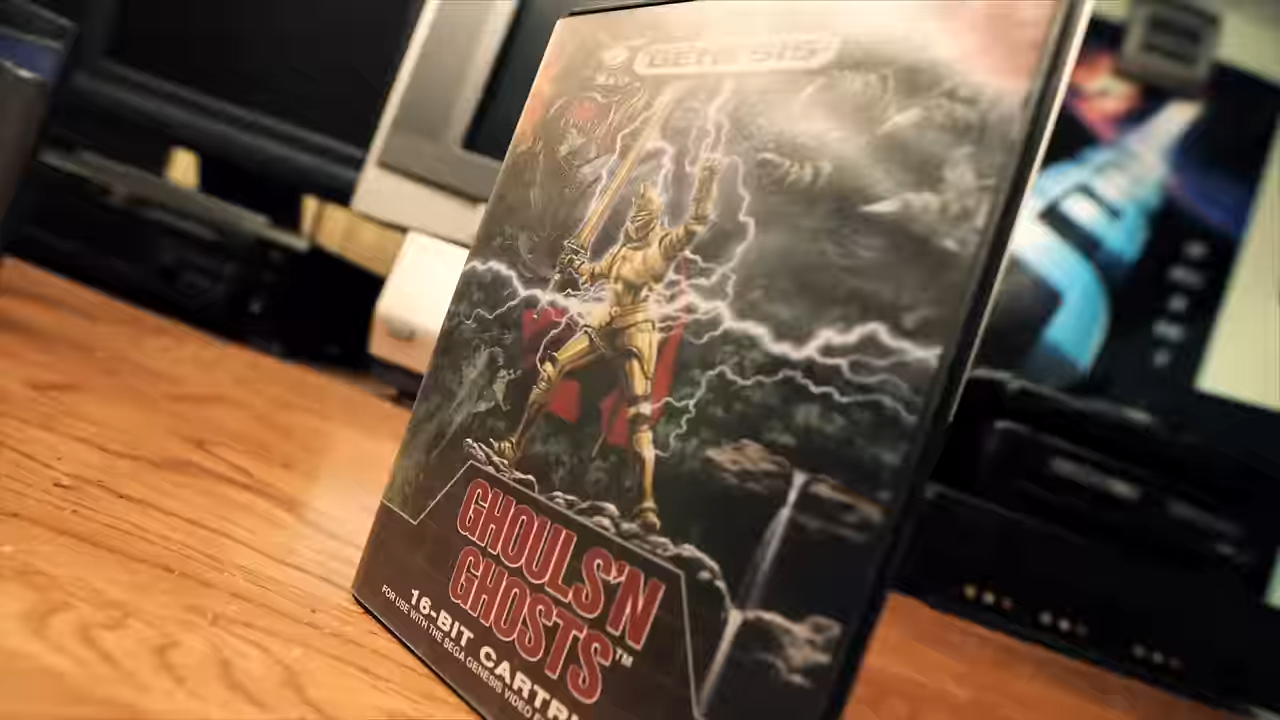 GENESIS
GHOULS'N
GHOSTS™
16-BIT CARTRI
FOR USE WITH THE SEGA GENESIS VIDEO E